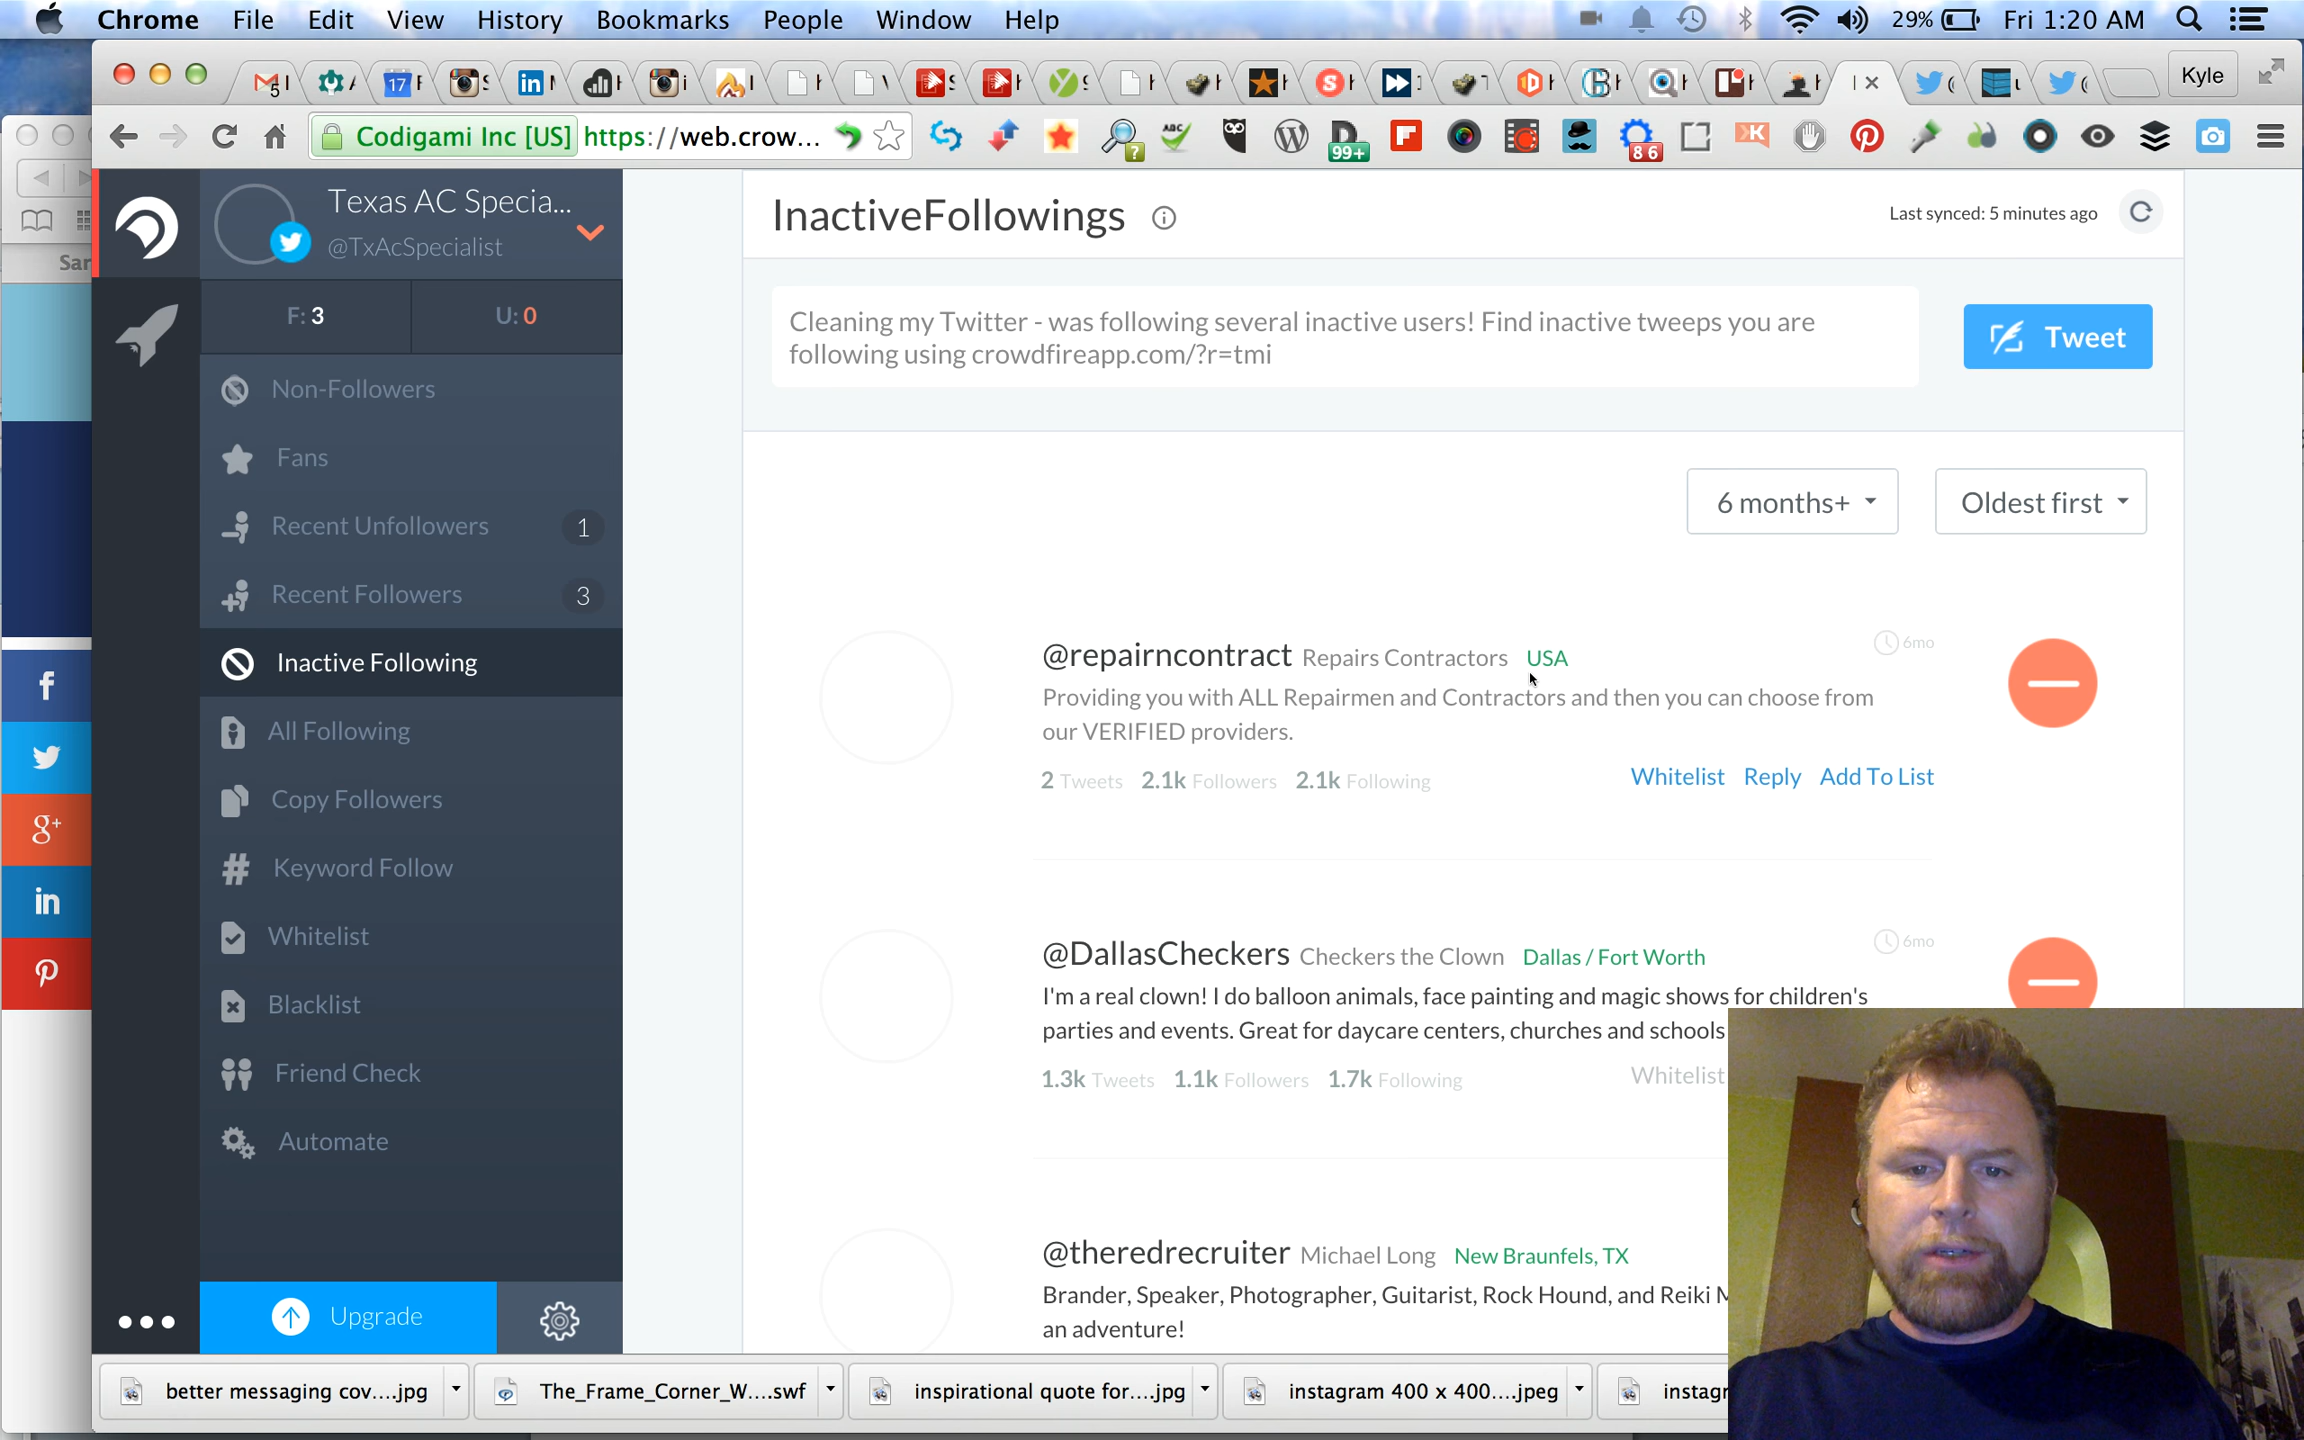 Chrome File Edit View History Bookmarks People Window Help 29% Fri 1:20 AM
Kyle
Codigami Inc [US] https://web.crow...
99+ 86
Sar
Texas AC Specia...
@TxAcSpecialist
F: 3 U: 0
Non-Followers
Fans
Recent Unfollowers 1
Recent Followers 3
Inactive Following
All Following
Copy Followers
Keyword Follow
Whitelist
Blacklist
Friend Check
Automate
Upgrade
InactiveFollowings
Last synced: 5 minutes ago
Cleaning my Twitter - was following several inactive users! Find inactive tweeps you are
following using crowdfireapp.com/?r=tmi
Tweet
6 months+ Oldest first
@repairncontract Repairs Contractors USA 6mo
Providing you with ALL Repairmen and Contractors and then you can choose from
our VERIFIED providers.
2 Tweets 2.1k Followers 2.1k Following Whitelist Reply Add To List
@DallasCheckers Checkers the Clown Dallas / Fort Worth 6mo
I'm a real clown! I do balloon animals, face painting and magic shows for children's
parties and events. Great for daycare centers, churches and schools
1.3k Tweets 1.1k Followers 1.7k Following Whitelist
@theredrecruiter Michael Long New Braunfels, TX
Brander, Speaker, Photographer, Guitarist, Rock Hound, and Reiki M
an adventure!
better messaging cov....jpg The_Frame_Corner_W....swf inspirational quote for....jpg instagram 400 x 400....jpeg instagr